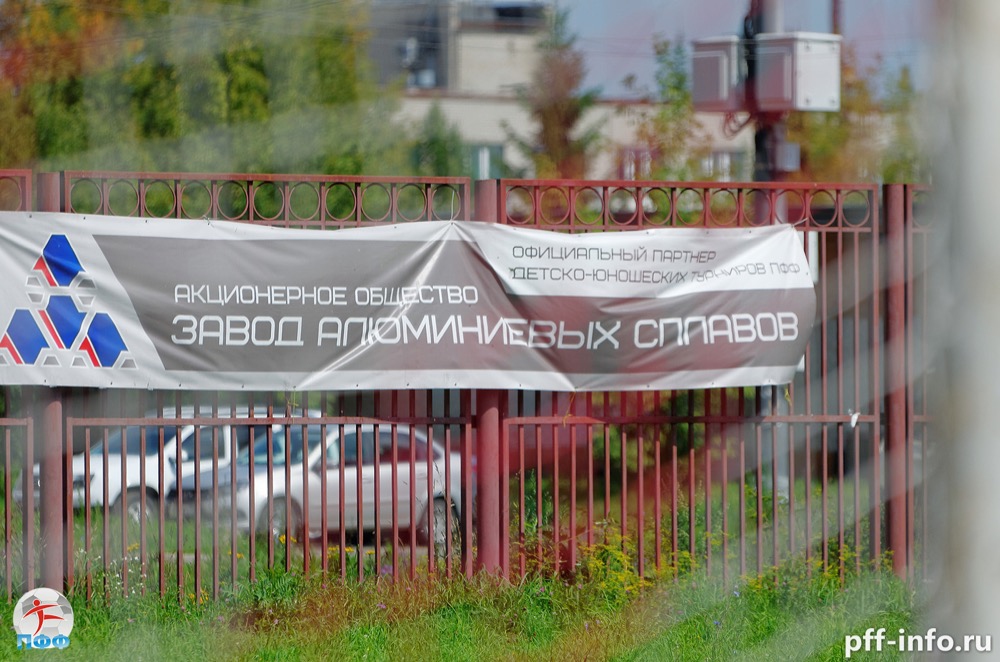 ОФИЦИАЛЬНЫЙ ПАРТНЕР
ДЕТСКО-ЮНОШЕСКИХ ТУРНИРОВ ПФФ
АКЦИОНЕРНОЕ ОБЩЕСТВО
ЗАВОД АЛЮМИНИЕВЫХ СПЛАВОВ
ПФФ
pff-info.ru